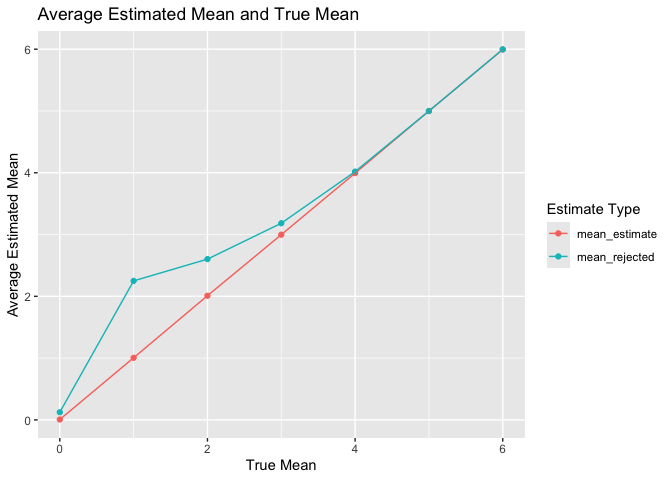 Average Estimated Mean and True Mean
Average Estimated Mean
6
4
2
0
0 2 4 6
True Mean
Estimate Type
mean_estimate
mean_rejected